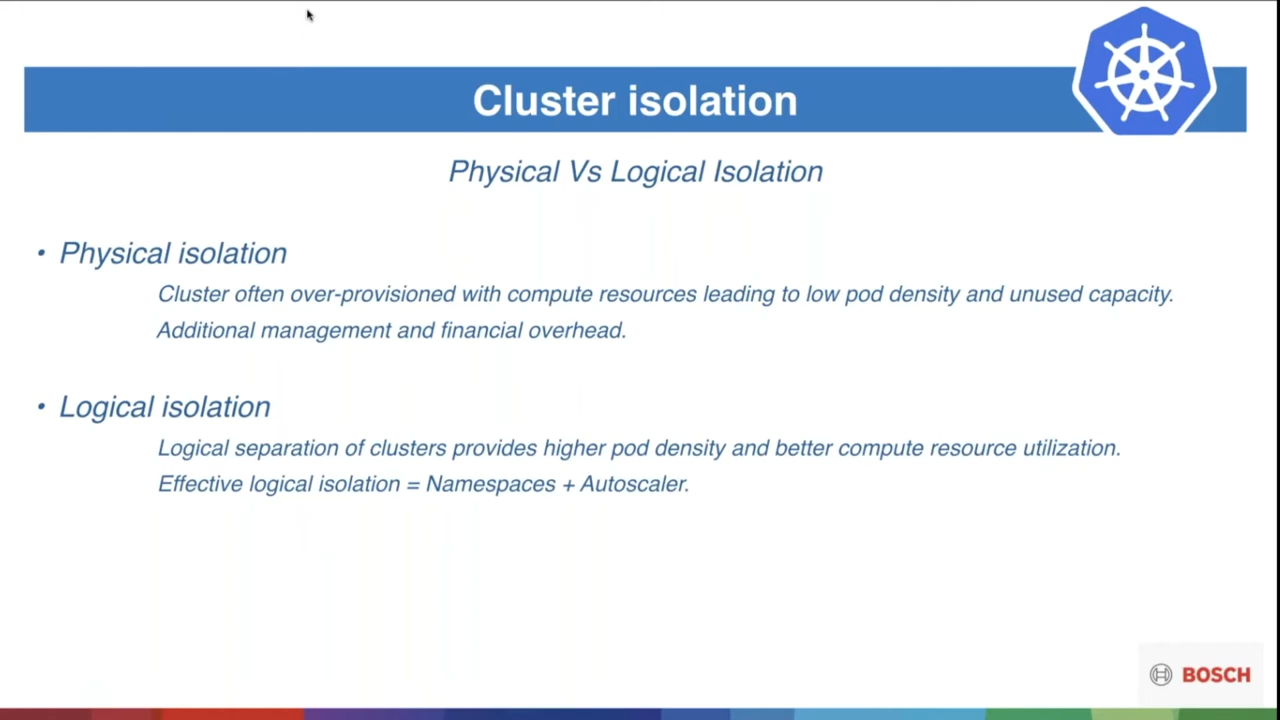 Cluster isolation
Physical Vs Logical Isolation
• Physical isolation
Cluster often over-provisioned with compute resources leading to low pod density and unused capacity.
Additional management and financial overhead.
• Logical isolation
Logical separation of clusters provides higher pod density and better compute resource utilization.
Effective logical isolation = Namespaces + Autoscaler.
BOSCH